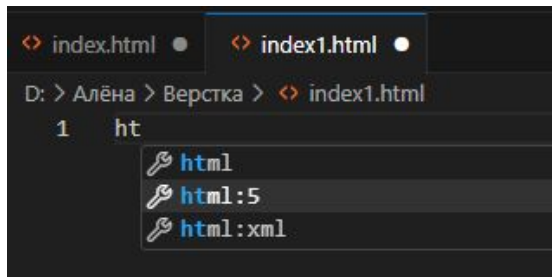 index.html index1.html
D: > Алёна > Верстка > index1.html
1 ht
html
html:5
html:xml